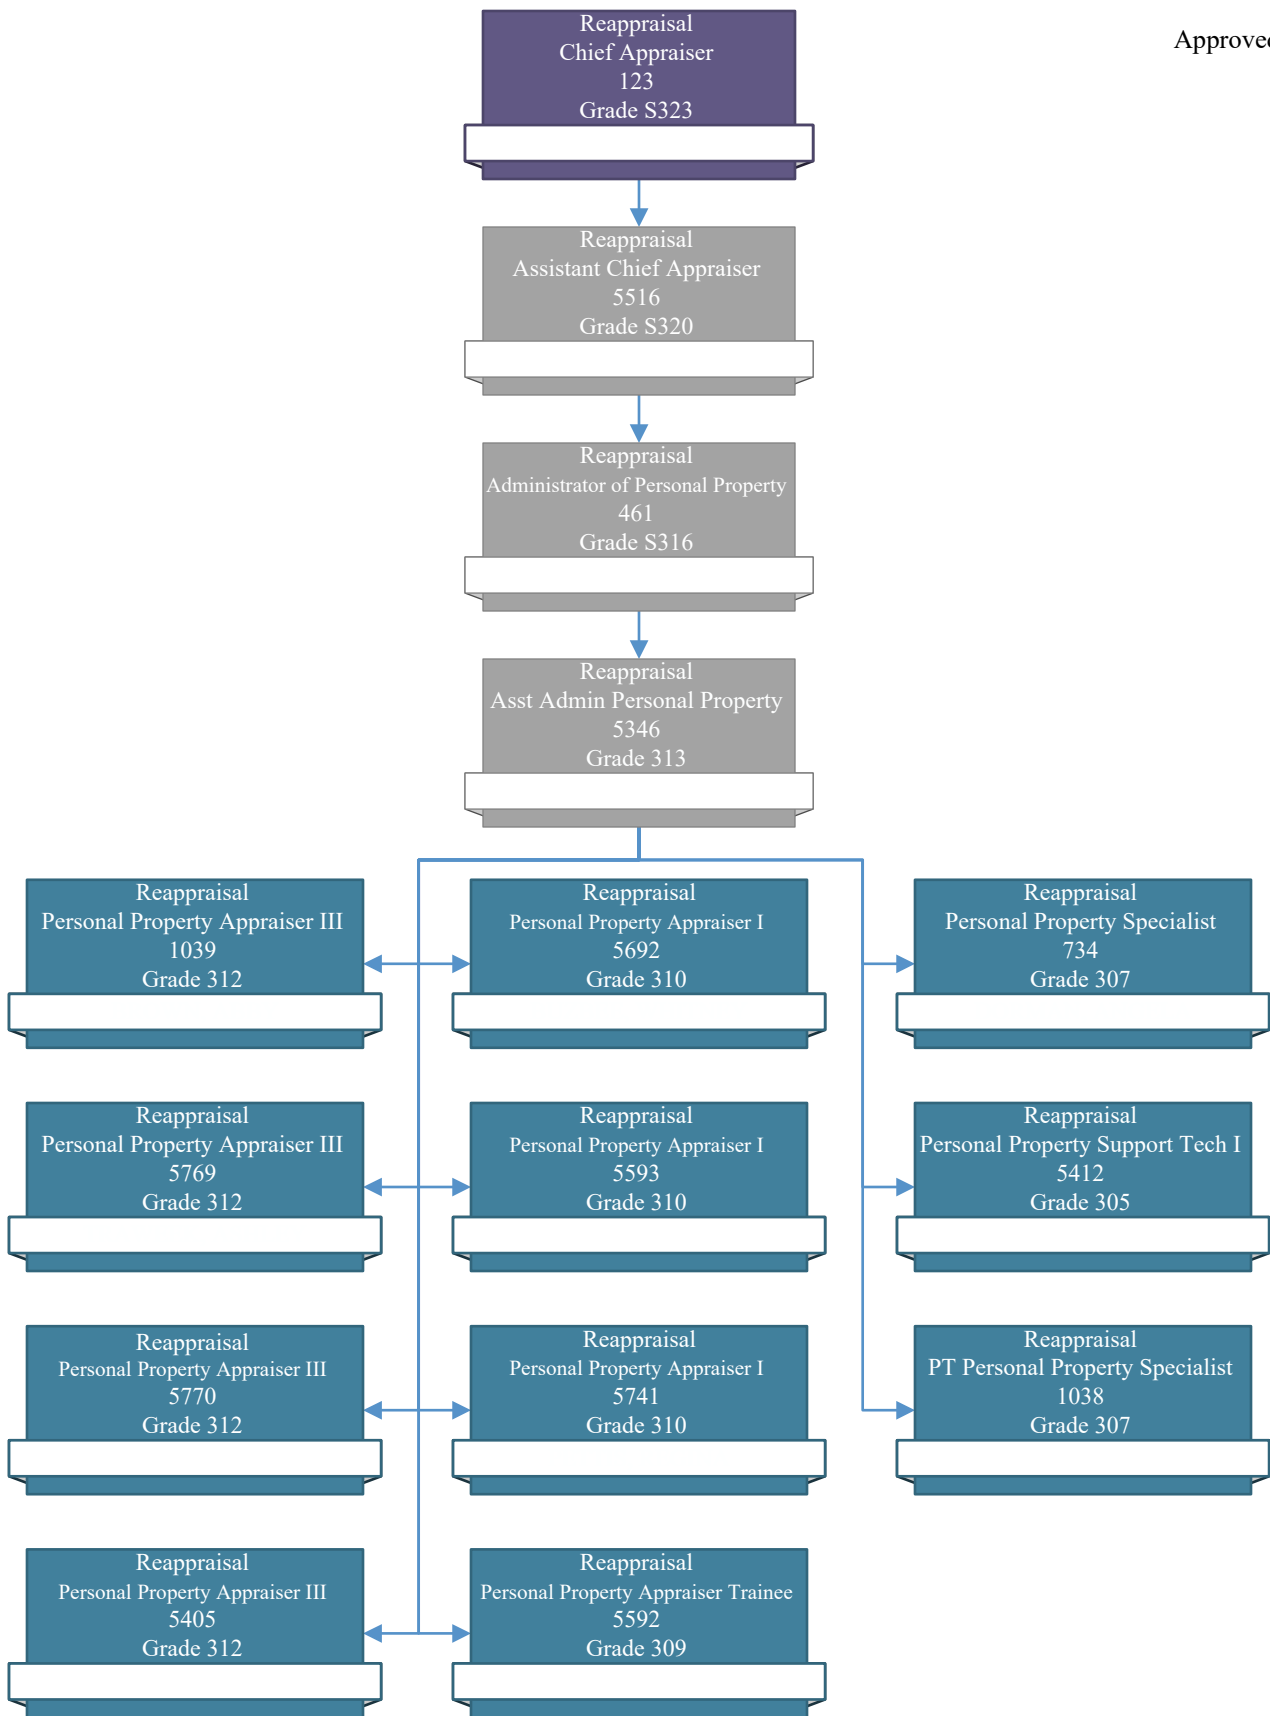 Reappraisal
Chief Appraiser
123
Grade S323
Approved
Reappraisal
Assistant Chief Appraiser
5516
Grade S320
Reappraisal
Administrator of Personal Property
461
Grade S316
Reappraisal
Asst Admin Personal Property
5346
Grade 313
Reappraisal
Personal Property Appraiser III
1039
Grade 312
Reappraisal
Personal Property Appraiser I
5692
Grade 310
Reappraisal
Personal Property Specialist
734
Grade 307
Reappraisal
Personal Property Appraiser III
5769
Grade 312
Reappraisal
Personal Property Appraiser I
5593
Grade 310
Reappraisal
Personal Property Support Tech I
5412
Grade 305
Reappraisal
Personal Property Appraiser III
5770
Grade 312
Reappraisal
Personal Property Appraiser I
5741
Grade 310
Reappraisal
PT Personal Property Specialist
1038
Grade 307
Reappraisal
Personal Property Appraiser III
5405
Grade 312
Reappraisal
Personal Property Appraiser Trainee
5592
Grade 309